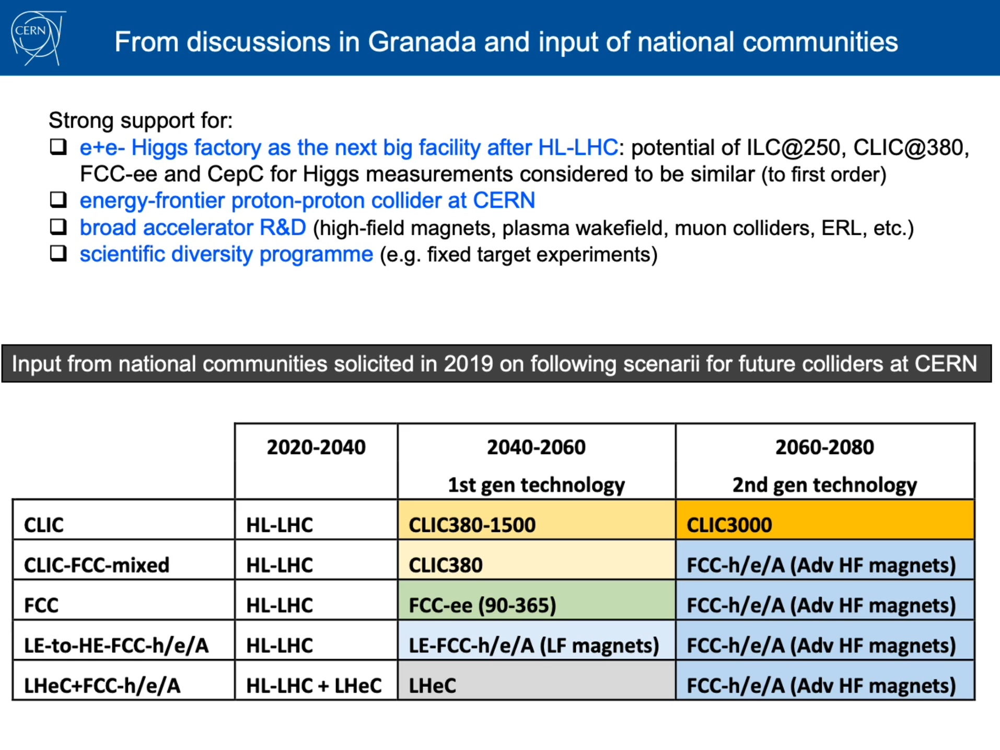 CERN
From discussions in Granada and input of national communities
Strong support for:
❑ e+e- Higgs factory as the next big facility after HL-LHC: potential of ILC@250, CLIC@380,
FCC-ee and CepC for Higgs measurements considered to be similar (to first order)
❑ energy-frontier proton-proton collider at CERN
❑ broad accelerator R&D (high-field magnets, plasma wakefield, muon colliders, ERL, etc.)
❑ scientific diversity programme (e.g. fixed target experiments)
Input from national communities solicited in 2019 on following scenarii for future colliders at CERN
2020-2040 2040-2060 2060-2080
1st gen technology 2nd gen technology
CLIC HL-LHC CLIC380-1500 CLIC3000
CLIC-FCC-mixed HL-LHC CLIC380 FCC-h/e/A (Adv HF magnets)
FCC HL-LHC FCC-ee (90-365) FCC-h/e/A (Adv HF magnets)
LE-to-HE-FCC-h/e/A HL-LHC LE-FCC-h/e/A (LF magnets) FCC-h/e/A (Adv HF magnets)
LHeC+FCC-h/e/A HL-LHC + LHeC LHeC FCC-h/e/A (Adv HF magnets)